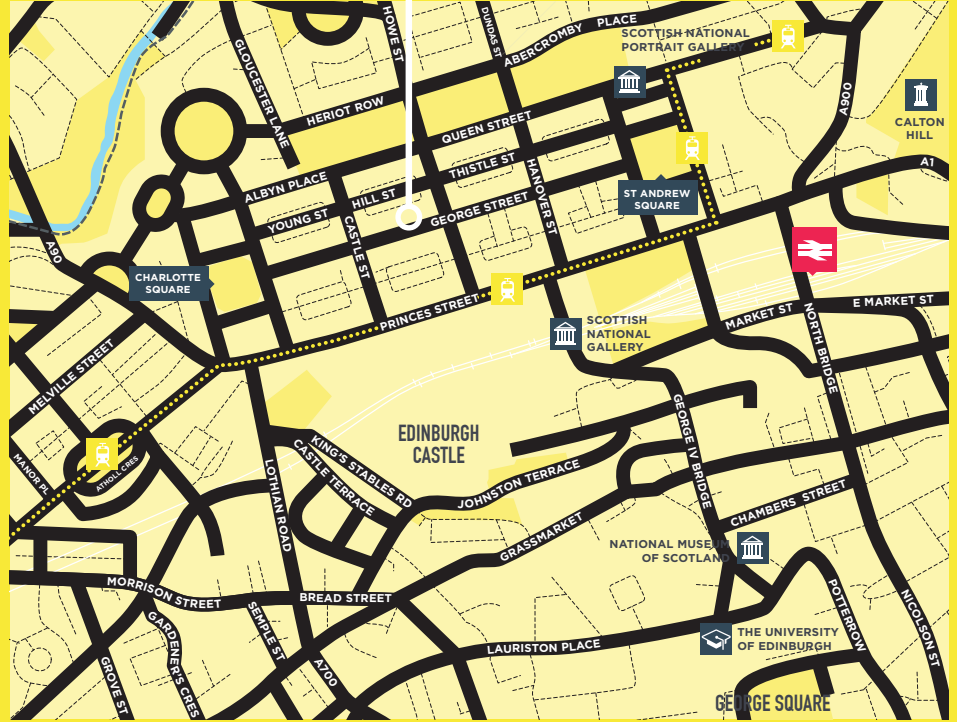 HOWE ST
DUNDAS ST
ABERCROMBY PLACE
SCOTTISH NATIONAL
PORTRAIT GALLERY
GLOUCESTER LANE
HERIOT ROW
QUEEN STREET
A900
CALTON
HILL
A1
THISTLE ST
HANOVER ST
ALBYN PLACE
HILL ST
YOUNG ST
CASTLE ST
GEORGE STREET
ST ANDREW
SQUARE
A90
CHARLOTTE
SQUARE
PRINCES STREET
SCOTTISH
NATIONAL
GALLERY
MARKET ST
NORTH BRIDGE
E MARKET ST
MELVILLE STREET
MANOR PL
ATHOLL CRES
EDINBURGH
CASTLE
KING'S STABLES RD
CASTLE TERRACE
LOTHIAN ROAD
JOHNSTON TERRACE
GEORGE IV BRIDGE
GRASSMARKET
CHAMBERS STREET
NATIONAL MUSEUM
OF SCOTLAND
MORRISON STREET
BREAD STREET
SEMPLE ST
GARDENER'S CRES
GROVE ST
A700
LAURISTON PLACE
THE UNIVERSITY
OF EDINBURGH
POTTERROW
NICOLSON ST
GEORGE SQUARE